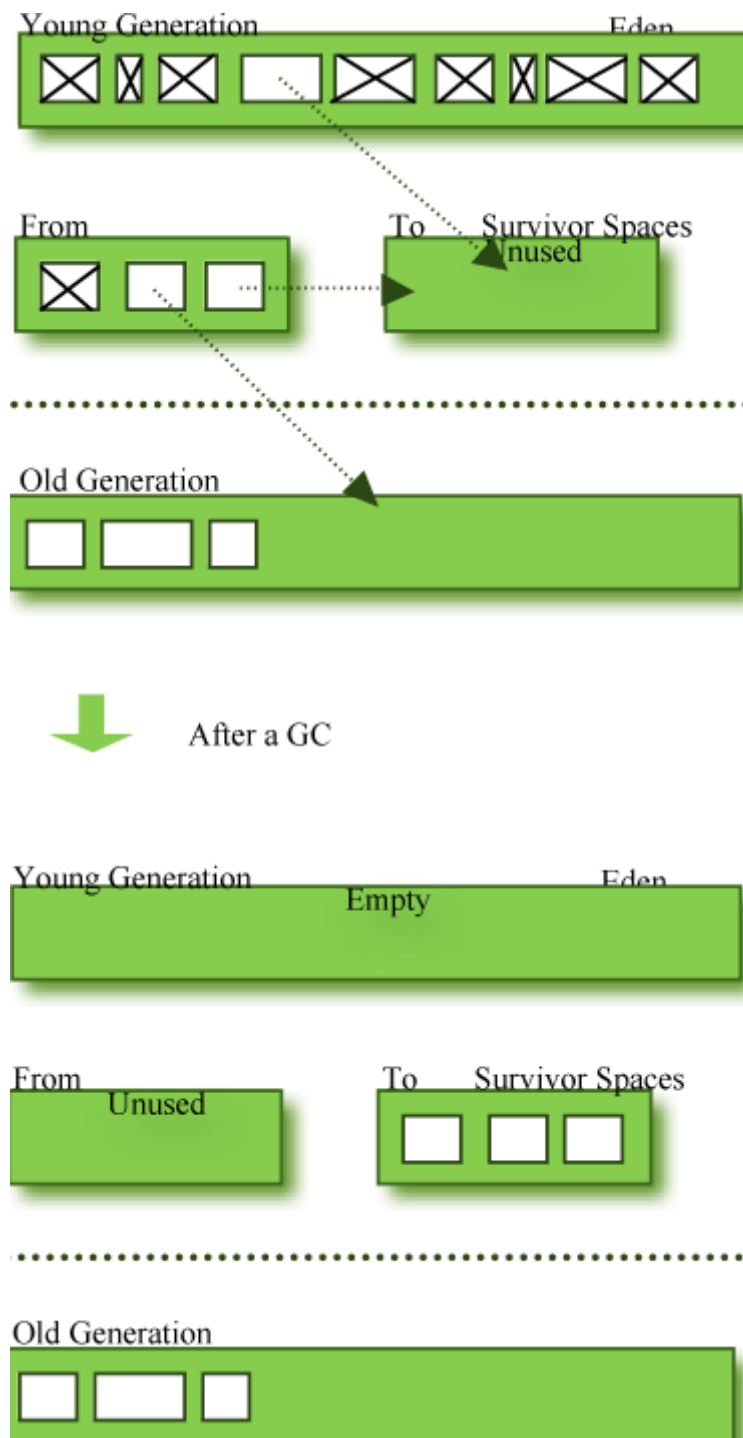 Young Generation Eden
From To Survivor Spaces
Unused
Old Generation
After a GC
Young Generation Eden
Empty
From To Survivor Spaces
Unused
Old Generation